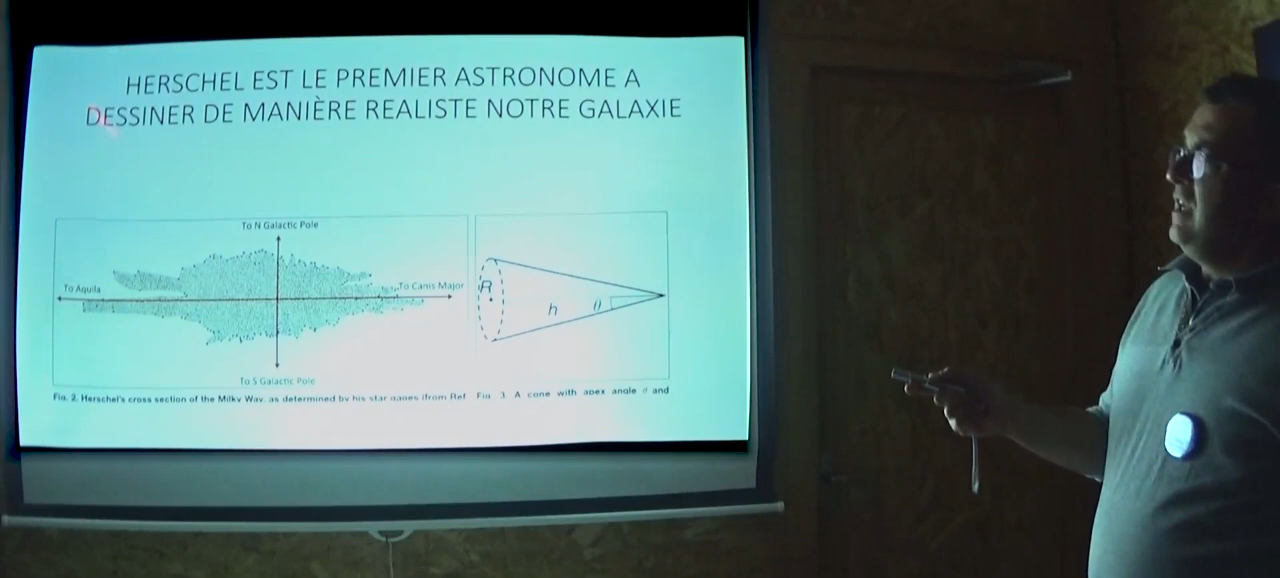 HERSCHEL EST LE PREMIER ASTRONOME A
DESSINER DE MANIÈRE REALISTE NOTRE GALAXIE
To N Galactic Pole
To Aquila
To Canis Major
To S Galactic Pole
R
h
θ
Fig. 2. Herschel's cross section of the Milky Way, as determined by his star gages (from Ref
Fig. 3. A cone with apex angle θ and